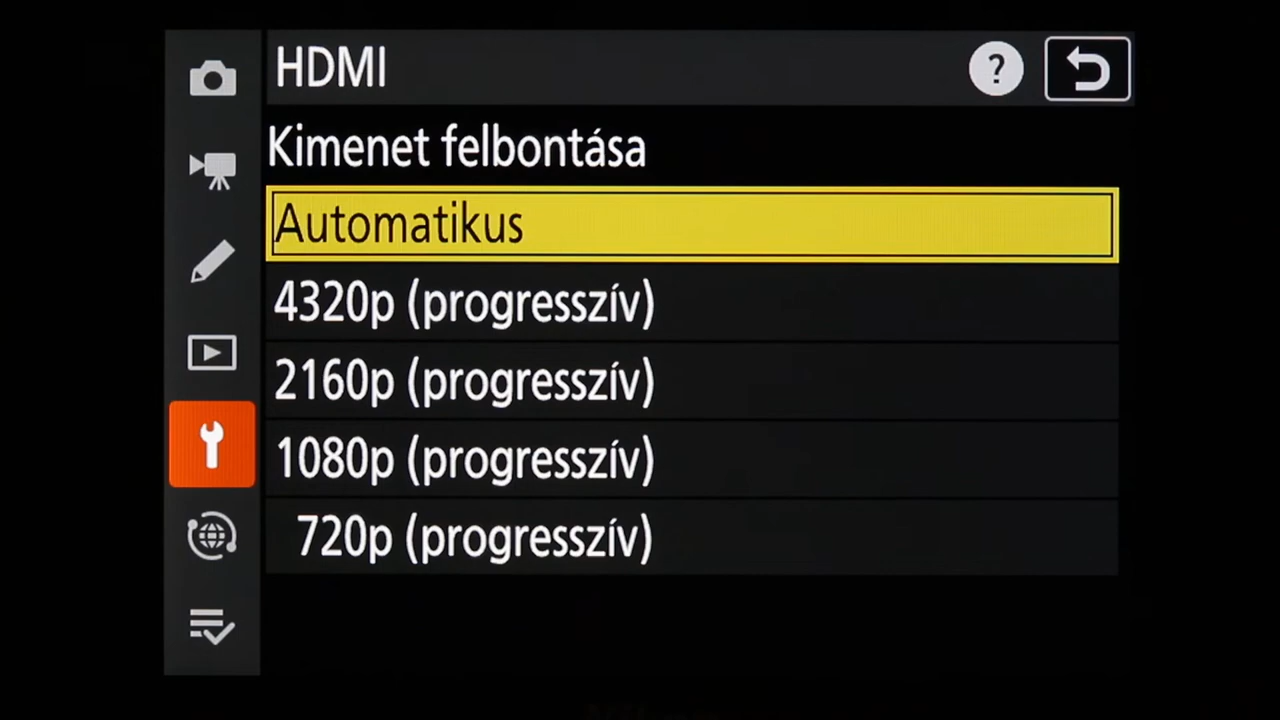 HDMI
?
Kimenet felbontása
Automatikus
4320p (progresszív)
2160p (progresszív)
1080p (progresszív)
720p (progresszív)